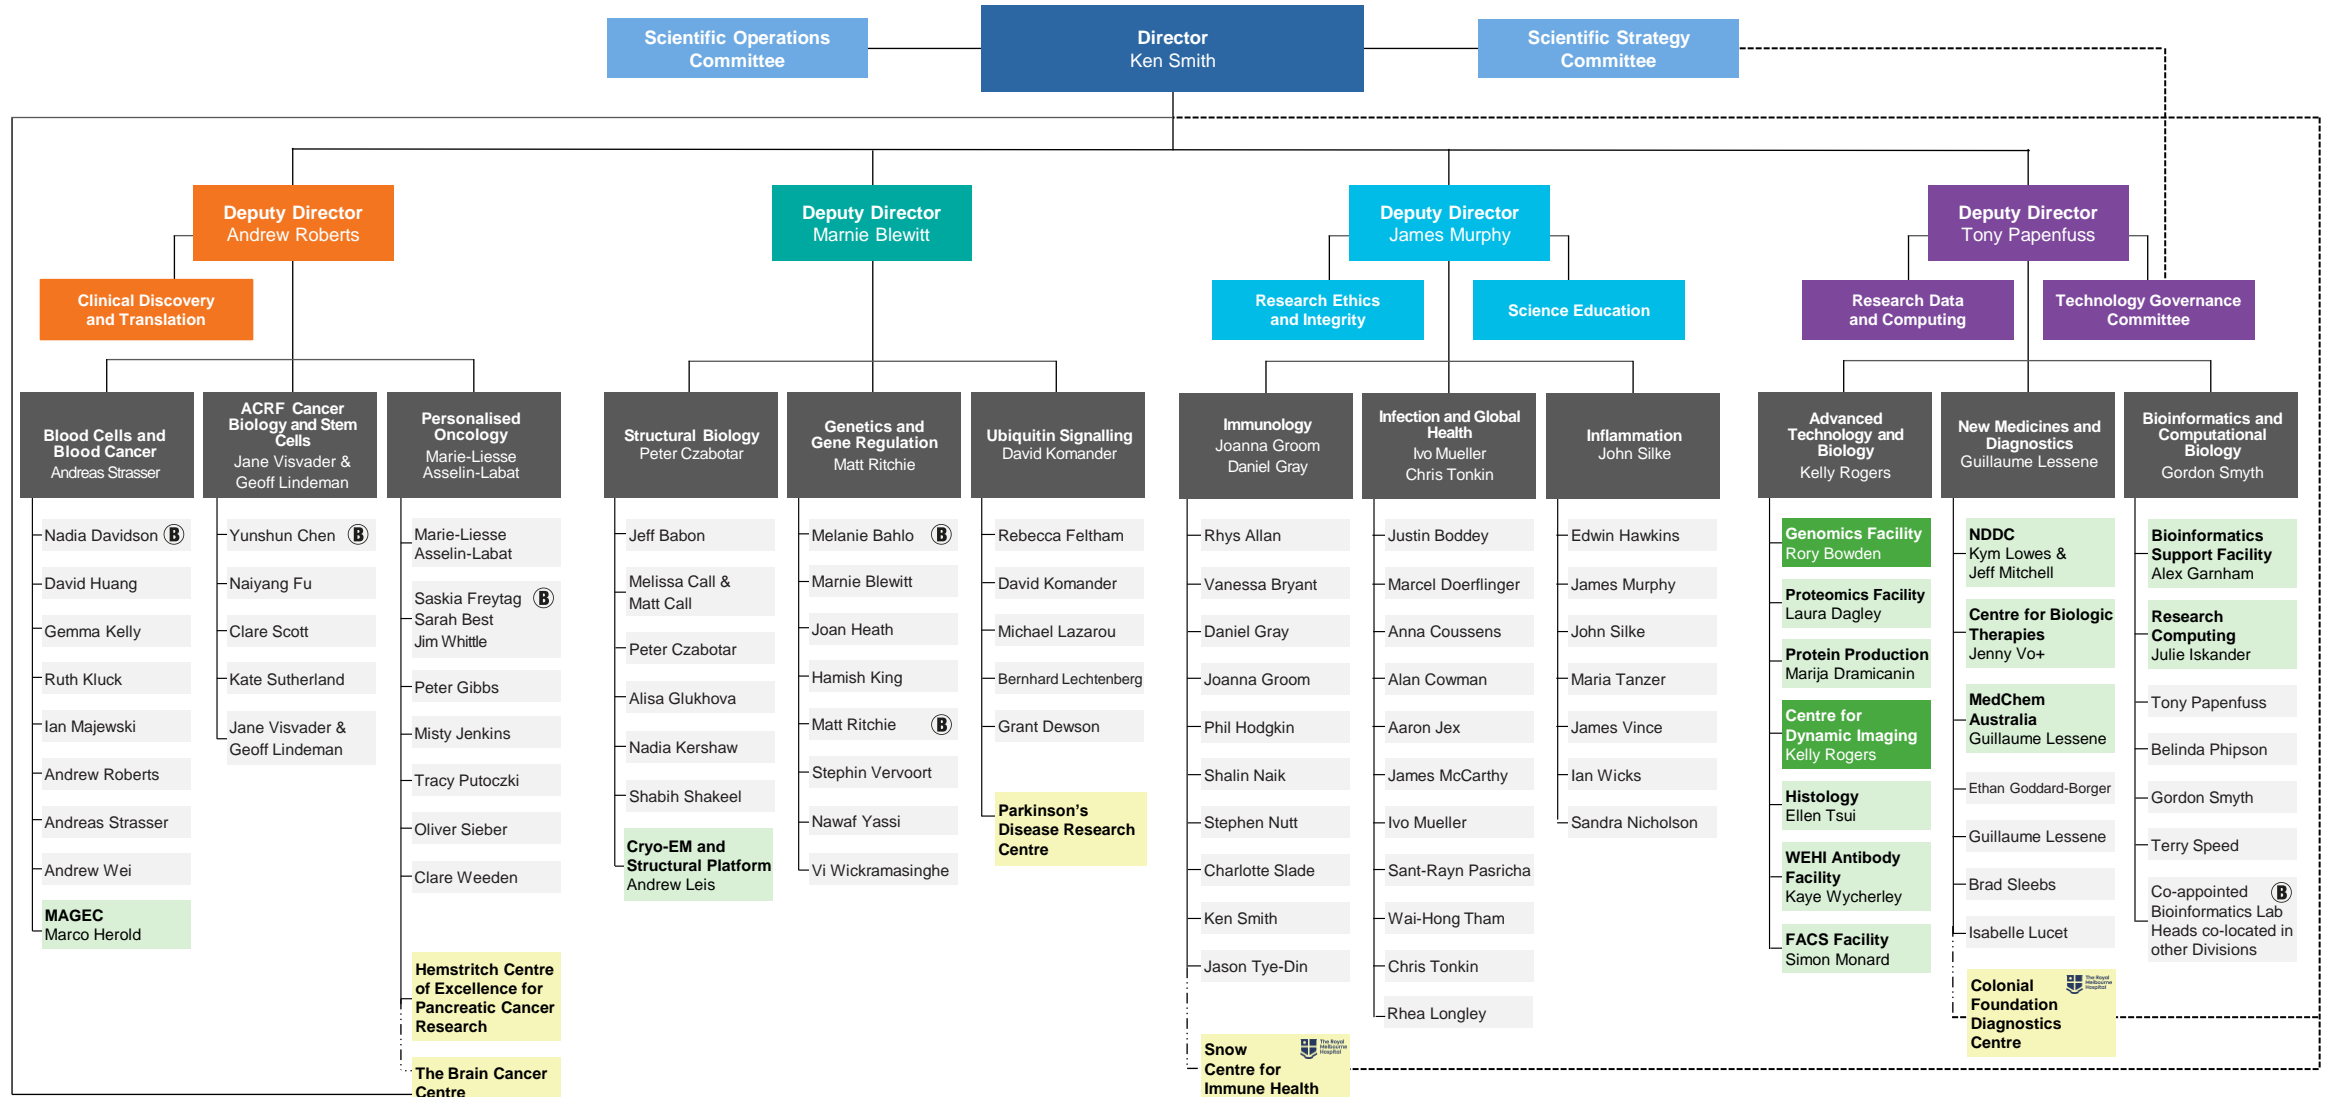 Scientific Operations
Committee
Director
Ken Smith
Scientific Strategy
Committee
Deputy Director
Andrew Roberts
Deputy Director
Marnie Blewitt
Deputy Director
James Murphy
Deputy Director
Tony Papenfuss
Clinical Discovery
and Translation
Research Ethics
and Integrity
Science Education
Research Data
and Computing
Technology Governance
Committee
Blood Cells and
Blood Cancer
Andreas Strasser
Nadia Davidson B
David Huang
Gemma Kelly
Ruth Kluck
Ian Majewski
Andrew Roberts
Andreas Strasser
Andrew Wei
MAGEC
Marco Herold
ACRF Cancer
Biology and Stem
Cells
Jane Visvader &
Geoff Lindeman
Yunshun Chen B
Naiyang Fu
Clare Scott
Kate Sutherland
Jane Visvader &
Geoff Lindeman
Personalised
Oncology
Marie-Liesse
Asselin-Labat
Marie-Liesse
Asselin-Labat
Saskia Freytag B
Sarah Best
Jim Whittle
Peter Gibbs
Misty Jenkins
Tracy Putoczki
Oliver Sieber
Clare Weeden
Hemstritch Centre
of Excellence for
Pancreatic Cancer
Research
The Brain Cancer
Centre
Structural Biology
Peter Czabotar
Jeff Babon
Melissa Call &
Matt Call
Peter Czabotar
Alisa Glukhova
Nadia Kershaw
Shabih Shakeel
Cryo-EM and
Structural Platform
Andrew Leis
Genetics and
Gene Regulation
Matt Ritchie
Melanie Bahlo B
Marnie Blewitt
Joan Heath
Hamish King
Matt Ritchie B
Stephin Vervoort
Nawaf Yassi
Vi Wickramasinghe
Ubiquitin Signalling
David Komander
Rebecca Feltham
David Komander
Michael Lazarou
Bernhard Lechtenberg
Grant Dewson
Parkinson's
Disease Research
Centre
Immunology
Joanna Groom
Daniel Gray
Rhys Allan
Vanessa Bryant
Daniel Gray
Joanna Groom
Phil Hodgkin
Shalin Naik
Stephen Nutt
Charlotte Slade
Ken Smith
Jason Tye-Din
Snow
Centre for
Immune Health
The Royal
Melbourne
Hospital
Infection and Global
Health
Ivo Mueller
Chris Tonkin
Justin Boddey
Marcel Doerflinger
Anna Coussens
Alan Cowman
Aaron Jex
James McCarthy
Ivo Mueller
Sant-Rayn Pasricha
Wai-Hong Tham
Chris Tonkin
Rhea Longley
Inflammation
John Silke
Edwin Hawkins
James Murphy
John Silke
Maria Tanzer
James Vince
Ian Wicks
Sandra Nicholson
Advanced
Technology and
Biology
Kelly Rogers
Genomics Facility
Rory Bowden
Proteomics Facility
Laura Dagley
Protein Production
Marija Dramicanin
Centre for
Dynamic Imaging
Kelly Rogers
Histology
Ellen Tsui
WEHI Antibody
Facility
Kaye Wycherley
FACS Facility
Simon Monard
New Medicines and
Diagnostics
Guillaume Lessene
NDDC
Kym Lowes &
Jeff Mitchell
Centre for Biologic
Therapies
Jenny Vo+
MedChem
Australia
Guillaume Lessene
Ethan Goddard-Borger
Guillaume Lessene
Brad Sleebs
Isabelle Lucet
Colonial
Foundation
Diagnostics
Centre
The Royal
Melbourne
Hospital
Bioinformatics and
Computational
Biology
Gordon Smyth
Bioinformatics
Support Facility
Alex Garnham
Research
Computing
Julie Iskander
Tony Papenfuss
Belinda Phipson
Gordon Smyth
Terry Speed
Co-appointed B
Bioinformatics Lab
Heads co-located in
other Divisions